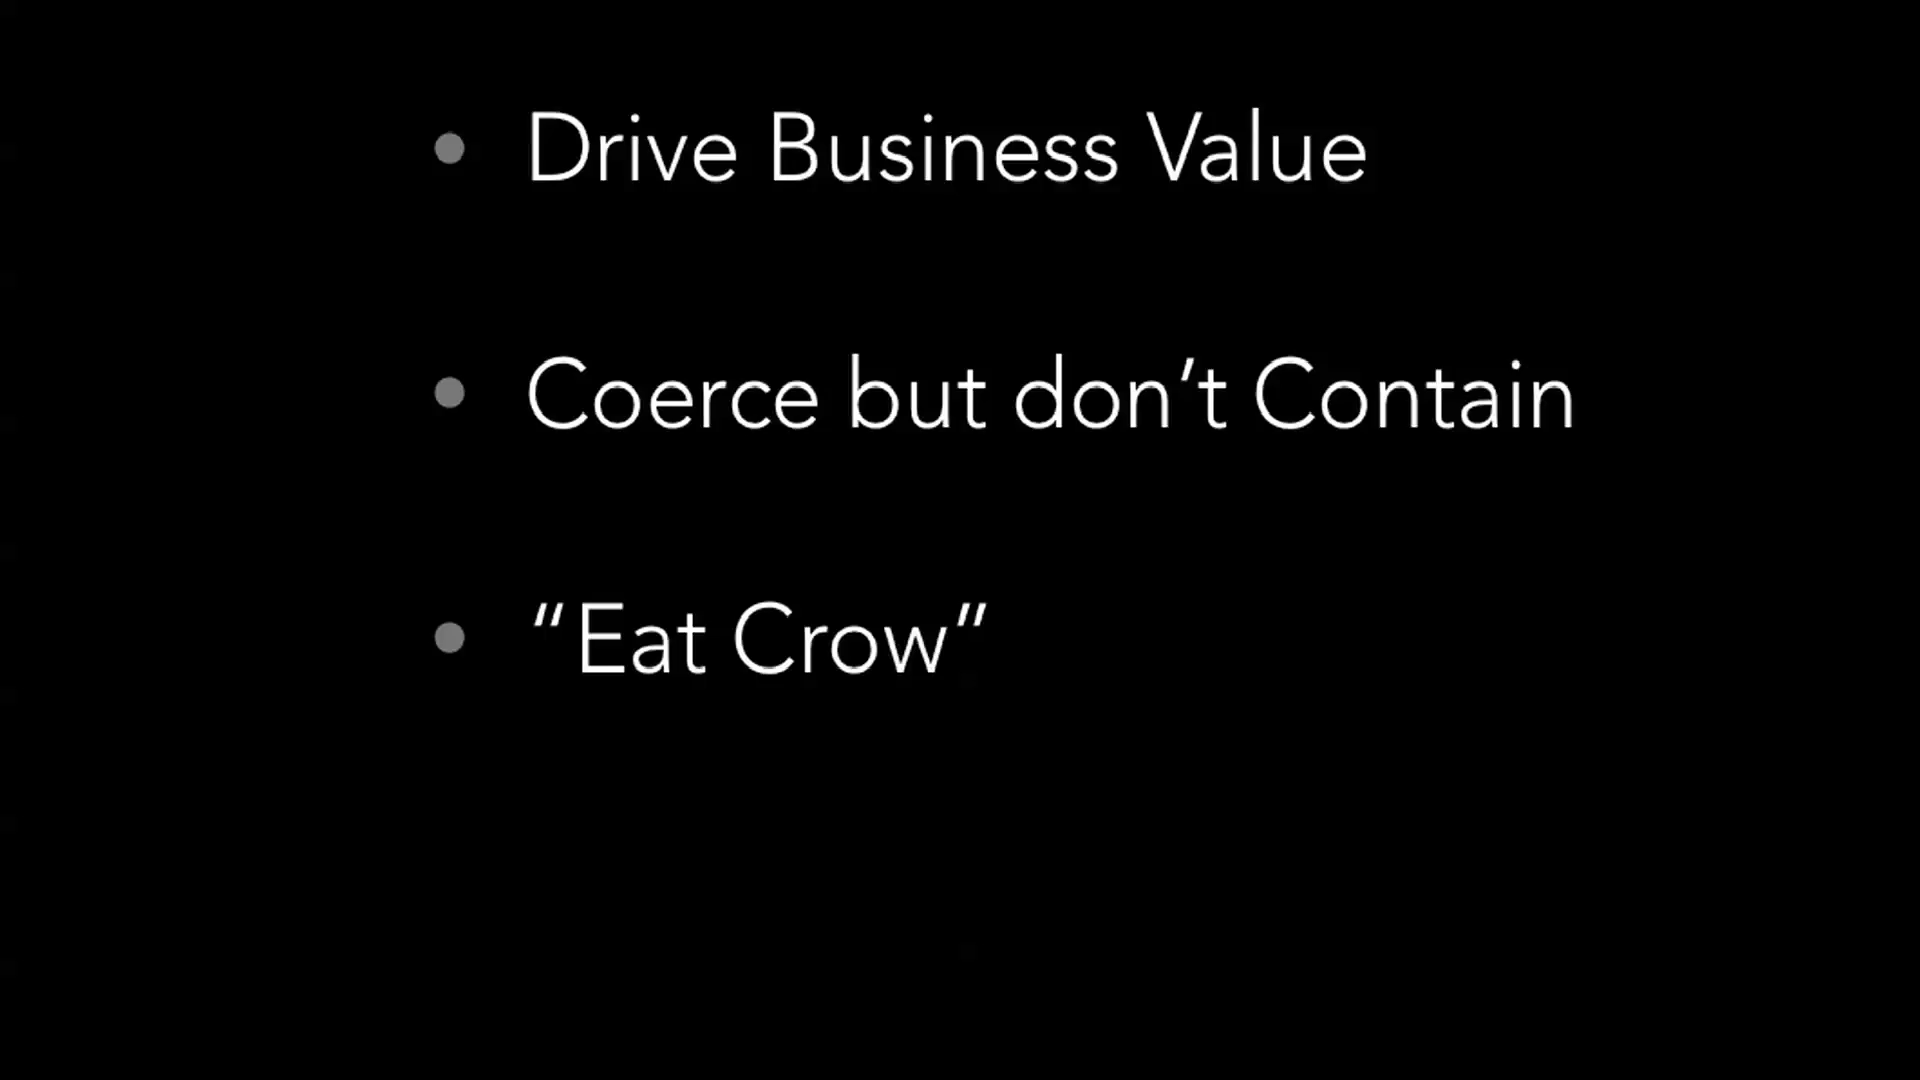 • Drive Business Value
• Coerce but don’t Contain
• “Eat Crow”